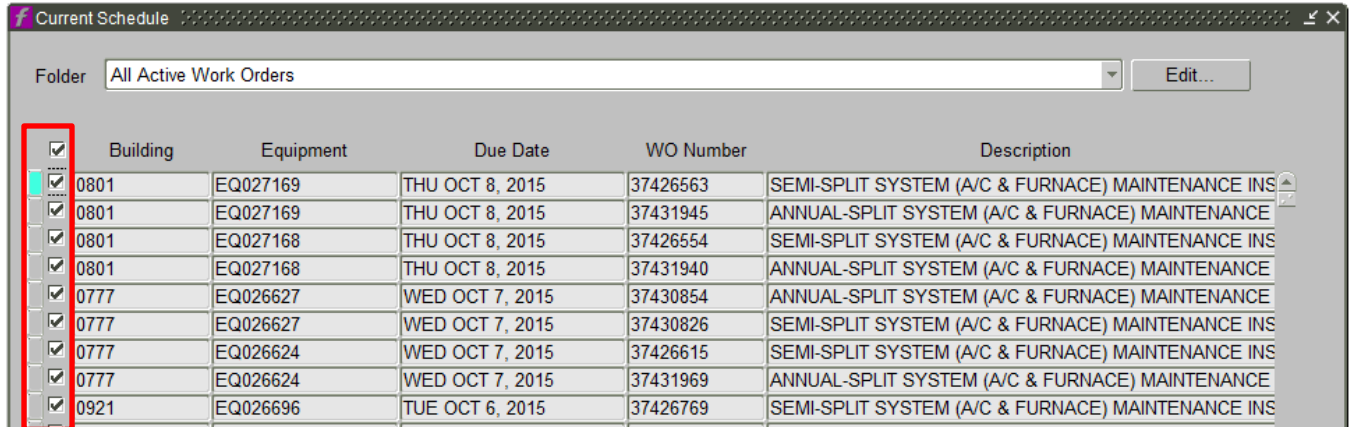 f Current Schedule
Folder All Active Work Orders Edit...
Building Equipment Due Date WO Number Description
0801 EQ027169 THU OCT 8, 2015 37426563 SEMI-SPLIT SYSTEM (A/C & FURNACE) MAINTENANCE INS
0801 EQ027169 THU OCT 8, 2015 37431945 ANNUAL-SPLIT SYSTEM (A/C & FURNACE) MAINTENANCE
0801 EQ027168 THU OCT 8, 2015 37426554 SEMI-SPLIT SYSTEM (A/C & FURNACE) MAINTENANCE INS
0801 EQ027168 THU OCT 8, 2015 37431940 ANNUAL-SPLIT SYSTEM (A/C & FURNACE) MAINTENANCE
0777 EQ026627 WED OCT 7, 2015 37430854 ANNUAL-SPLIT SYSTEM (A/C & FURNACE) MAINTENANCE
0777 EQ026627 WED OCT 7, 2015 37430826 SEMI-SPLIT SYSTEM (A/C & FURNACE) MAINTENANCE INS
0777 EQ026624 WED OCT 7, 2015 37426615 SEMI-SPLIT SYSTEM (A/C & FURNACE) MAINTENANCE INS
0777 EQ026624 WED OCT 7, 2015 37431969 ANNUAL-SPLIT SYSTEM (A/C & FURNACE) MAINTENANCE
0921 EQ026696 TUE OCT 6, 2015 37426769 SEMI-SPLIT SYSTEM (A/C & FURNACE) MAINTENANCE INS